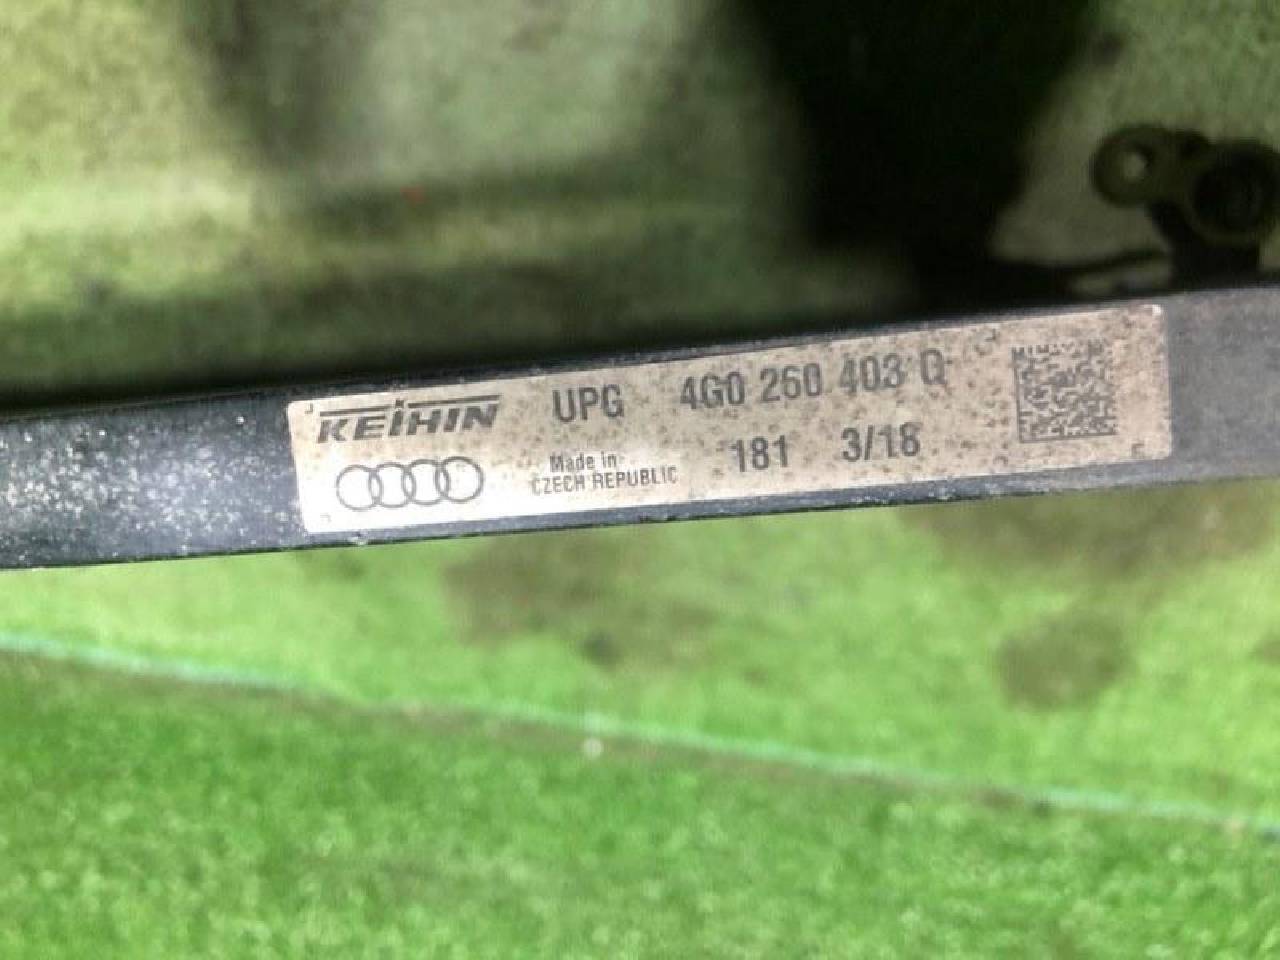 KEIHIN UPG 4G0 260 403 Q
Made in 181 3/18
CZECH REPUBLIC